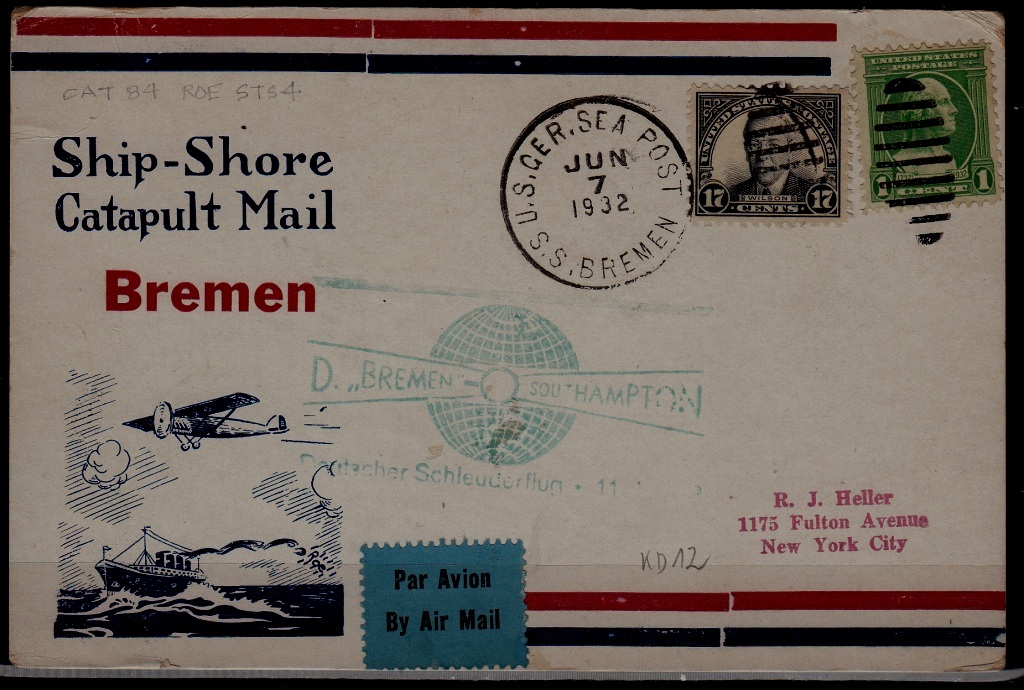 CAT 84 ROE STS4
Ship-Shore
Catapult Mail
Bremen
U.S. GER. SEA POST
JUN
7
1932
S.S. BREMEN
UNITED STATES POSTAGE
17 WILSON 17
CENTS
UNITED STATES
POSTAGE
1 CENT 1
D. „BREMEN" – SOUTHAMPTON
Deutscher Schleuderflug • 11
R. J. Heller
1175 Fulton Avenue
New York City
KD12
Par Avion
By Air Mail